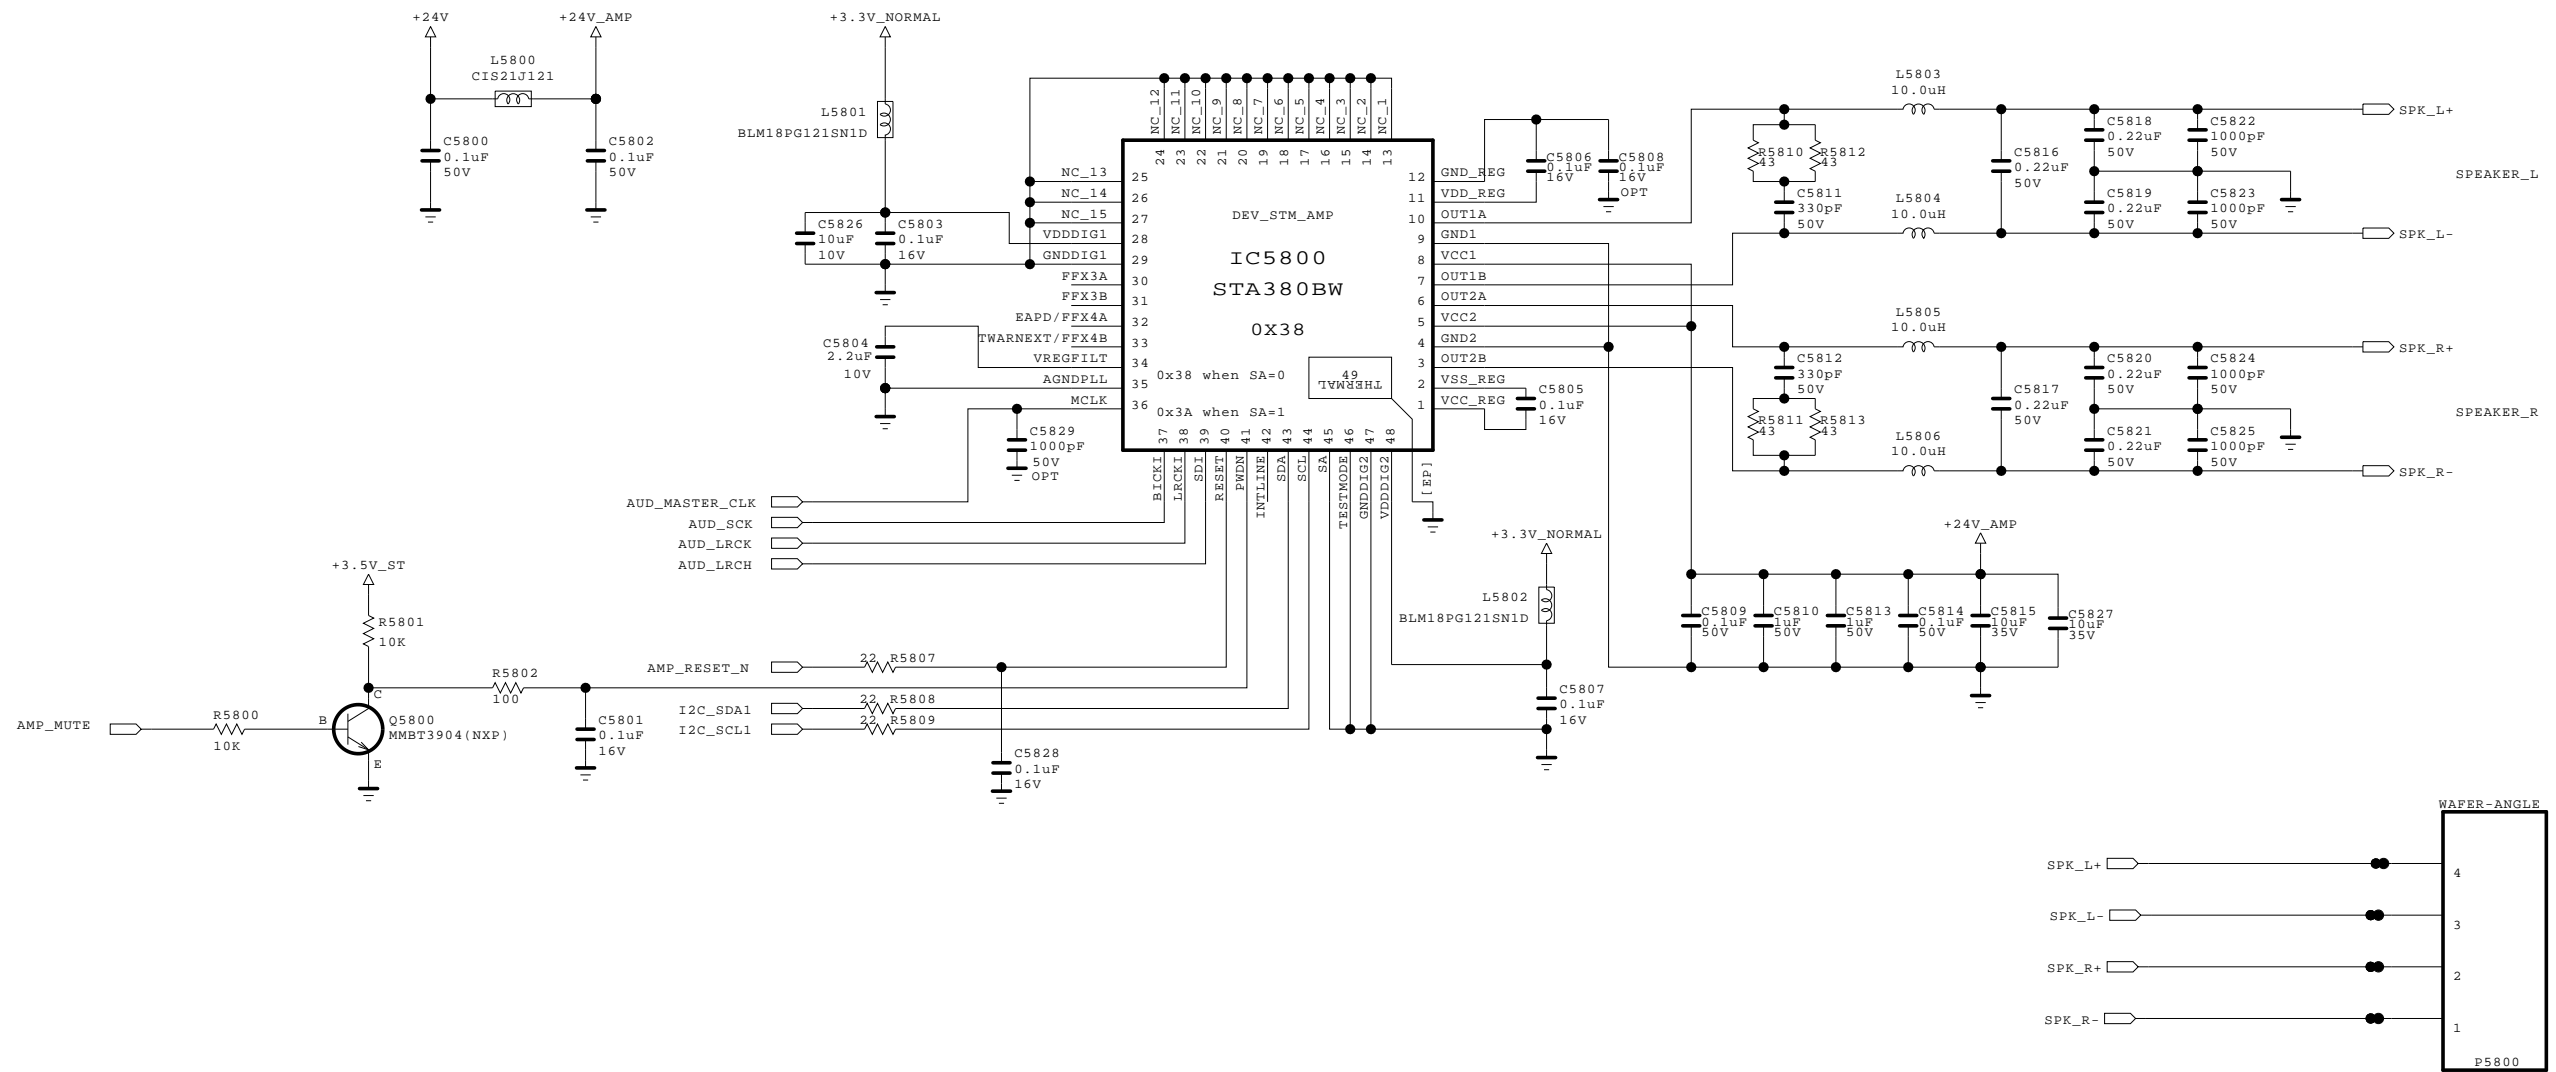 +24V
+24V_AMP
L5800
CIS21J121
C5800
0.1uF
50V
C5802
0.1uF
50V
+3.3V_NORMAL
L5801
BLM18PG121SN1D
C5826
10uF
10V
C5803
0.1uF
16V
C5804
2.2uF
10V
C5829
1000pF
50V
OPT
NC_12
NC_11
NC_10
NC_9
NC_8
NC_7
NC_6
NC_5
NC_4
NC_3
NC_2
NC_1
24
23
22
21
20
19
18
17
16
15
14
13
NC_13 25
NC_14 26
NC_15 27
VDDDIG1 28
GNDDIG1 29
FFX3A 30
FFX3B 31
EAPD/FFX4A 32
TWARNEXT/FFX4B 33
VREGFILT 34
AGNDPLL 35
MCLK 36
DEV_STM_AMP
IC5800
STA380BW
0X38
0x38 when SA=0
0x3A when SA=1
49
THERMAL
12 GND_REG
11 VDD_REG
10 OUT1A
9 GND1
8 VCC1
7 OUT1B
6 OUT2A
5 VCC2
4 GND2
3 OUT2B
2 VSS_REG
1 VCC_REG
37
38
39
40
41
42
43
44
45
46
47
48
BICKI
LRCKI
SDI
RESET
PWDN
INTLINE
SDA
SCL
SA
TESTMODE
GNDDIG2
VDDDIG2
[EP]
C5806
0.1uF
16V
C5808
0.1uF
16V
OPT
C5805
0.1uF
16V
L5803
10.0uH
R5810
43
R5812
43
C5811
330pF
50V
L5804
10.0uH
C5816
0.22uF
50V
C5818
0.22uF
50V
C5819
0.22uF
50V
C5822
1000pF
50V
C5823
1000pF
50V
SPK_L+
SPEAKER_L
SPK_L-
L5805
10.0uH
C5812
330pF
50V
R5811
43
R5813
43
L5806
10.0uH
C5817
0.22uF
50V
C5820
0.22uF
50V
C5821
0.22uF
50V
C5824
1000pF
50V
C5825
1000pF
50V
SPK_R+
SPEAKER_R
SPK_R-
AUD_MASTER_CLK
AUD_SCK
AUD_LRCK
AUD_LRCH
+3.3V_NORMAL
L5802
BLM18PG121SN1D
C5807
0.1uF
16V
+24V_AMP
C5809
0.1uF
50V
C5810
1uF
50V
C5813
1uF
50V
C5814
0.1uF
50V
C5815
10uF
35V
C5827
10uF
35V
+3.5V_ST
R5801
10K
R5802
100
AMP_MUTE
R5800
10K
B
C
E
Q5800
MMBT3904(NXP)
C5801
0.1uF
16V
AMP_RESET_N
22 R5807
I2C_SDA1
22 R5808
I2C_SCL1
22 R5809
C5828
0.1uF
16V
WAFER-ANGLE
SPK_L+
4
SPK_L-
3
SPK_R+
2
SPK_R-
1
P5800